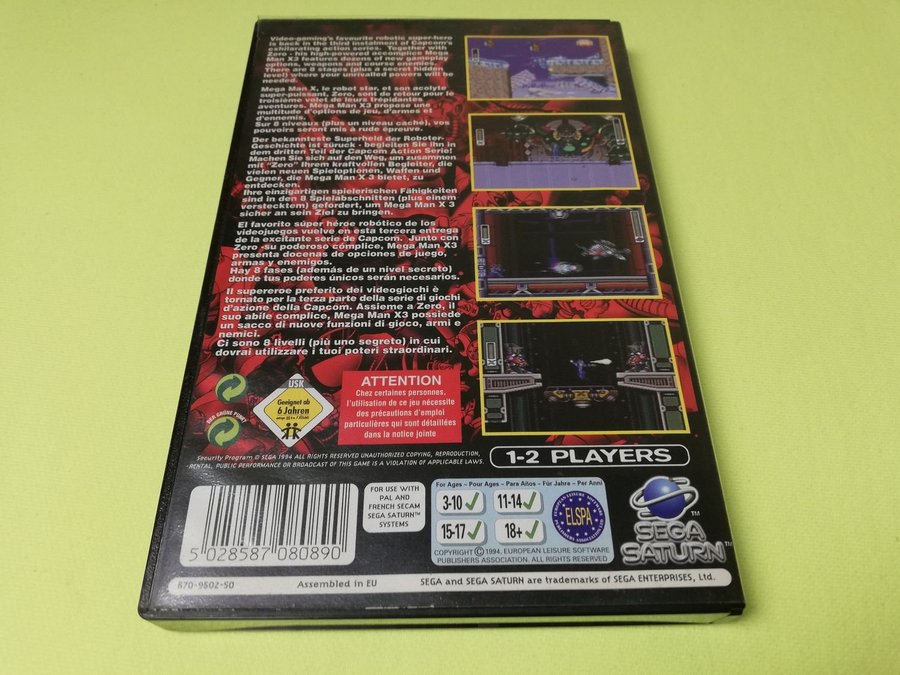 Video-gaming's favourite robotic super-hero
is back in the third instalment of Capcom's
exhilarating action series. Together with
Zero - his high-powered accomplice Mega
Man X3 features dozens of new gameplay
options, weapons and course enemies.
There are 8 stages (plus a secret hidden
level) where your unrivalled powers will be
needed.
Mega Man X, le robot star, et son acolyte
super-puissant, Zero, sont de retour pour le
troisième volet de leurs trépidantes
aventures. Mega Man X3 propose une
multitude d'options de jeu, d'armes et
d'ennemis.
Sur 8 niveaux (plus un niveau caché), vos
pouvoirs seront mis à rude épreuve.
Der bekannteste Superheld der Roboter-
Geschichte ist zürück - begleiten Sie ihn in
dem dritten Teil der Capcom Action Serie!
Machen Sie sich auf den Weg, um zusammen
mit "Zero" Ihrem kraftvollen Begleiter, die
vielen neuen Spieloptionen, Waffen und
Gegner, die Mega Man X 3 bietet, zu
entdecken.
Ihre einzigartigen spielerischen Fähigkeiten
sind in den 8 Spielabschnitten (plus einem
verstecktem) gefordert, um Mega Man X 3
sicher an sein Ziel zu bringen.
El favorito súper héroe robótico de los
videojuegos vuelve en esta tercera entrega
de la excitante serie de Capcom. Junto con
Zero -su poderoso cómplice, Mega Man X3
presenta docenas de opciones de juego,
armas y enemigos.
Hay 8 fases (además de un nivel secreto)
donde tus poderes únicos serán necesarios.
Il supereroe preferito dei videogiochi è
tornato per la terza parte della serie di giochi
d'azione della Capcom. Assieme a Zero, il
suo abile complice, Mega Man X3 possiede
un sacco di nuove funzioni di gioco, armi e
nemici.
Ci sono 8 livelli (più uno segreto) in cui
dovrai utilizzare i tuoi poteri straordinari.
DER GRÜNE PUNKT
USK
Geeignet ab
6 Jahren
ATTENTION
Chez certaines personnes,
l'utilisation de ce jeu nécessite
des précautions d'emploi
particulières qui sont détaillées
dans la notice jointe
Security Program © SEGA 1994 ALL RIGHTS RESERVED UNAUTHORIZED COPYING, REPRODUCTION,
RENTAL, PUBLIC PERFORMANCE OR BROADCAST OF THIS GAME IS A VIOLATION OF APPLICABLE LAWS.
1-2 PLAYERS
5 028587 080890
FOR USE WITH
PAL AND
FRENCH SECAM
SEGA SATURN™
SYSTEMS
For Ages – Pour Ages – Para Años – Für Jahre – Per Anni
3-10 11-14
15-17 18+
ELSPA
COPYRIGHT © 1994, EUROPEAN LEISURE SOFTWARE
PUBLISHERS ASSOCIATION. ALL RIGHTS RESERVED
SEGA SATURN™
670-9502-50
Assembled in EU
SEGA and SEGA SATURN are trademarks of SEGA ENTERPRISES, Ltd.